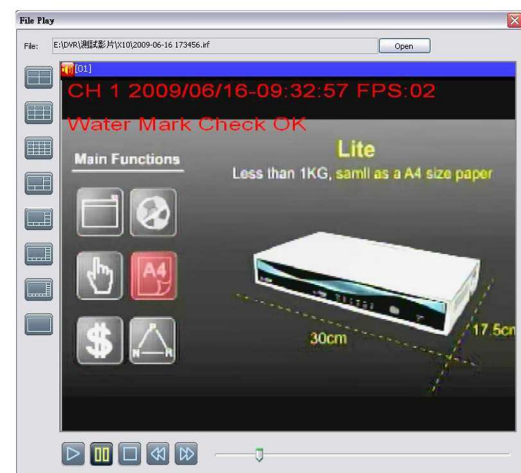 File Play
File: E:\DVR\測試影片\X10\2009-06-16 173456.irf Open
[01]
CH 1 2009/06/16-09:32:57 FPS:02
Water Mark Check OK
Main Functions
Lite
Less than 1KG, samll as a A4 size paper
A4
$
N R
30cm
17.5cm